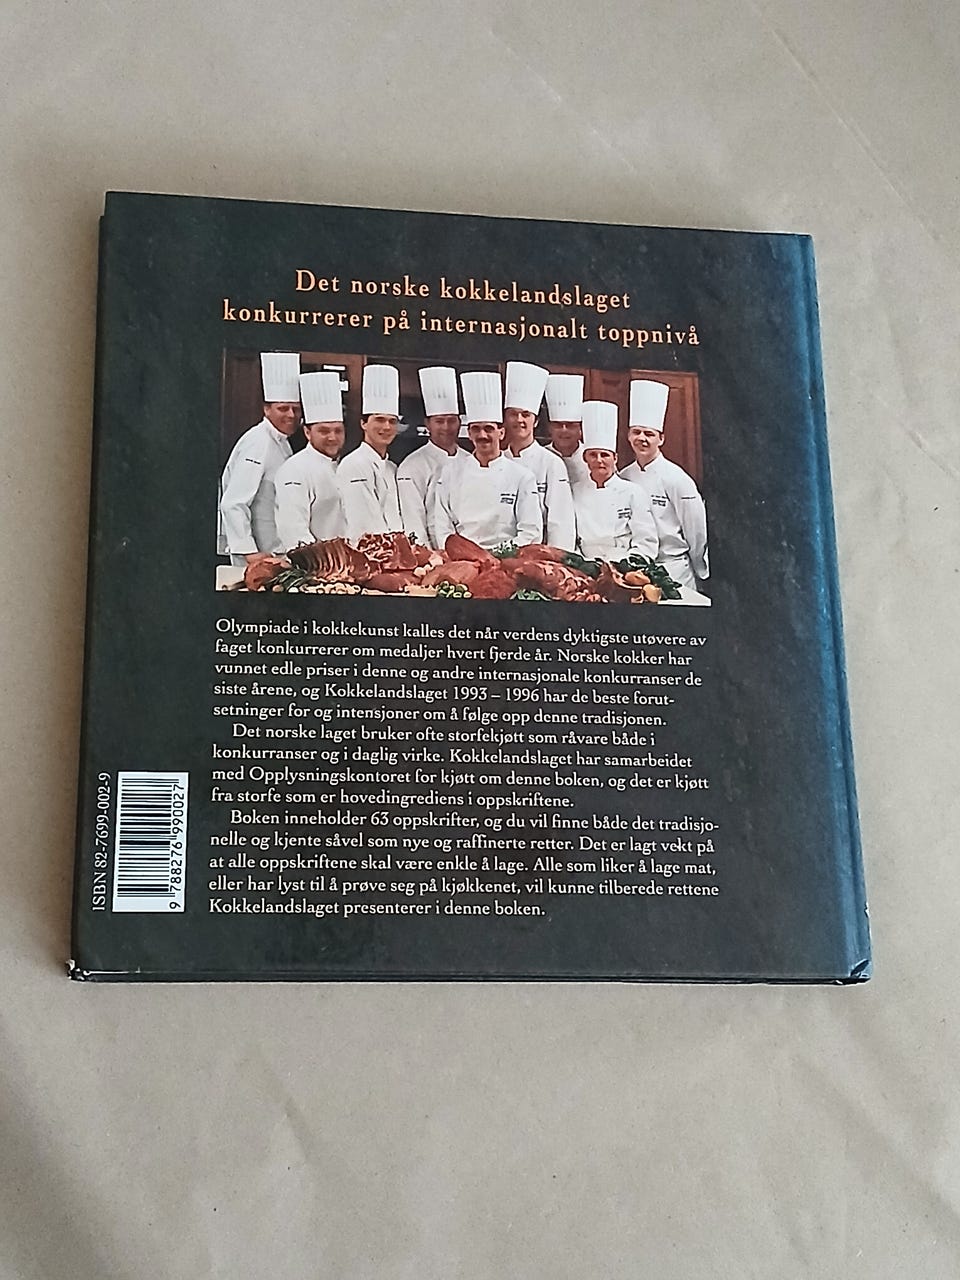 Det norske kokkelandslaget
konkurrerer på internasjonalt toppnivå
Olympiade i kokkekunst kalles det når verdens dyktigste utøvere av
faget konkurrerer om medaljer hvert fjerde år. Norske kokker har
vunnet edle priser i denne og andre internasjonale konkurranser de
siste årene, og Kokkelandslaget 1993 – 1996 har de beste forut-
setninger for og intensjoner om å følge opp denne tradisjonen.
Det norske laget bruker ofte storfekjøtt som råvare både i
konkurranser og i daglig virke. Kokkelandslaget har samarbeidet
med Opplysningskontoret for kjøtt om denne boken, og det er kjøtt
fra storfe som er hovedingrediens i oppskriftene.
Boken inneholder 63 oppskrifter, og du vil finne både det tradisjo-
nelle og kjente såvel som nye og raffinerte retter. Det er lagt vekt på
at alle oppskriftene skal være enkle å lage. Alle som liker å lage mat,
eller har lyst til å prøve seg på kjøkkenet, vil kunne tilberede rettene
Kokkelandslaget presenterer i denne boken.
ISBN 82-7699-002-9
9 788276 990027